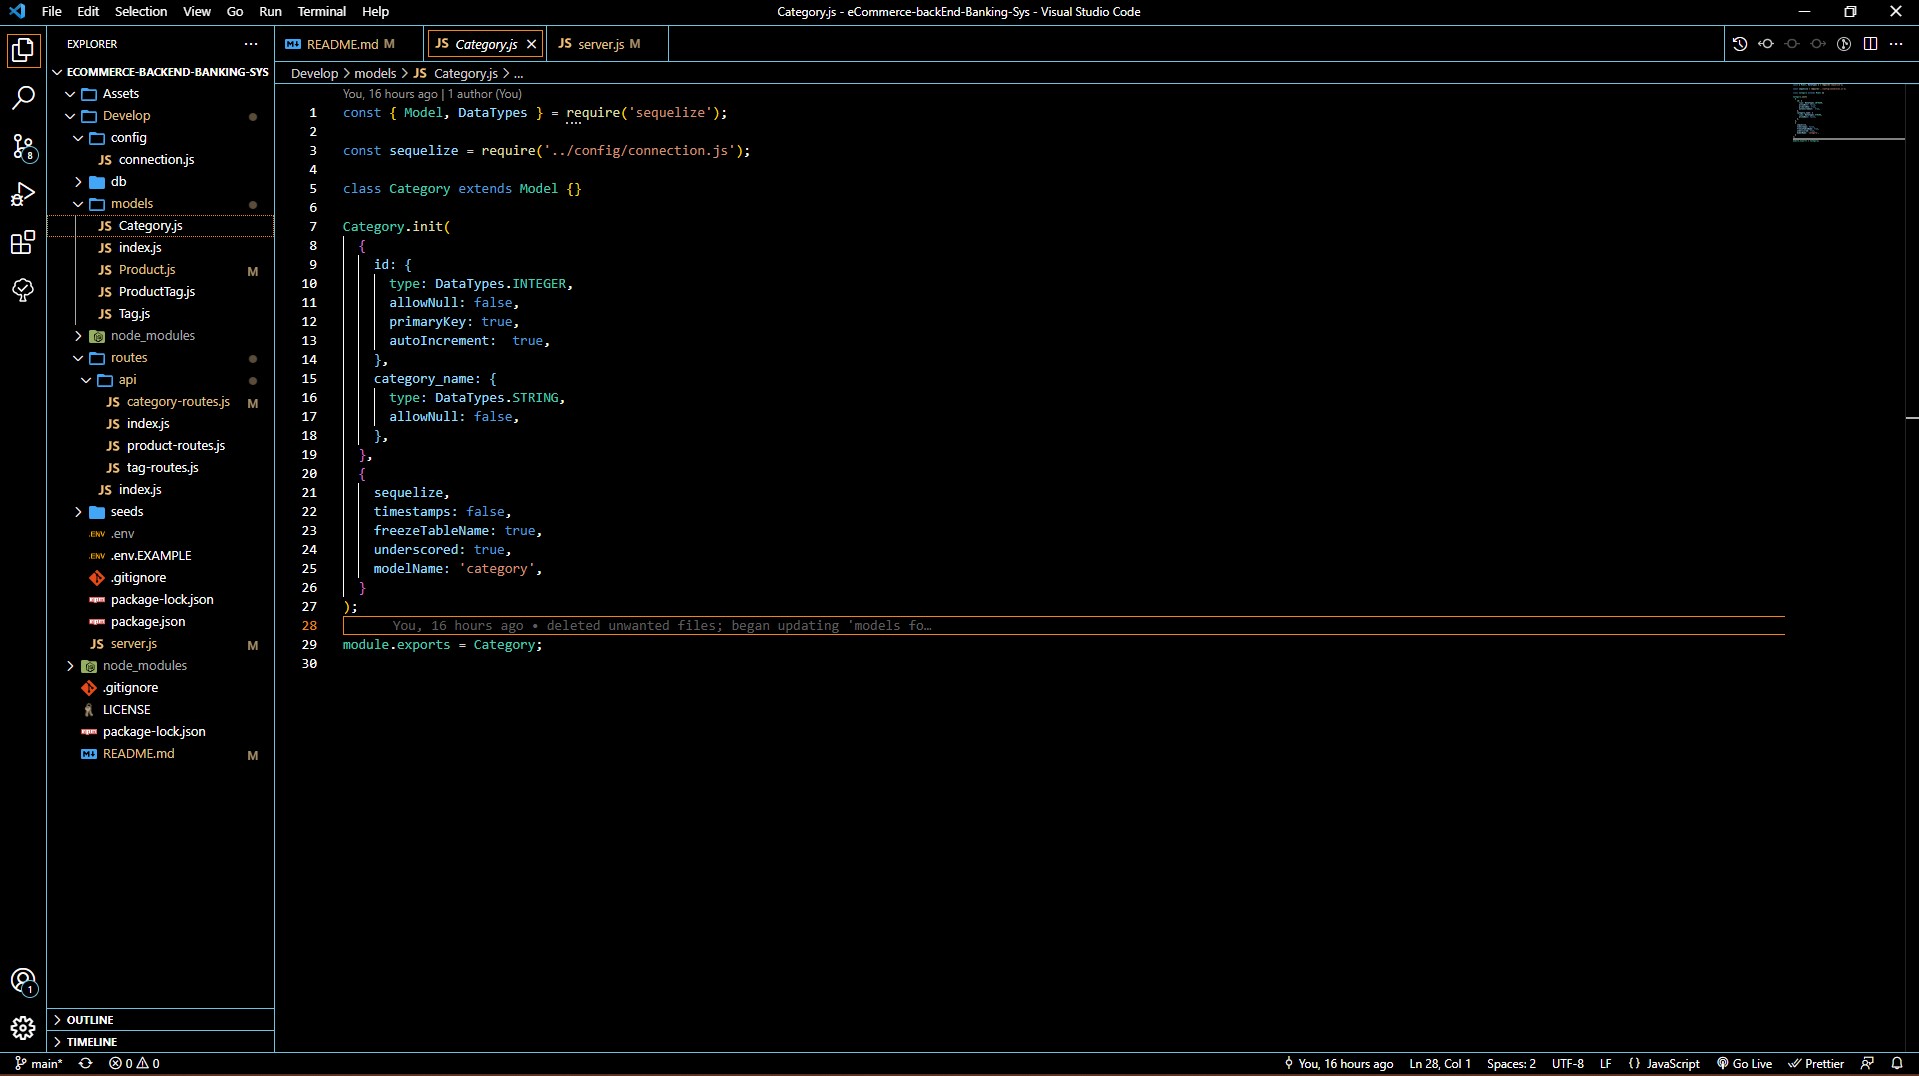 File Edit Selection View Go Run Terminal Help
Category.js - eCommerce-backEnd-Banking-Sys - Visual Studio Code
EXPLORER
ECOMMERCE-BACKEND-BANKING-SYS
Assets
Develop
config
JS connection.js
db
models
JS Category.js
JS index.js
JS Product.js M
JS ProductTag.js
JS Tag.js
node_modules
routes
api
JS category-routes.js M
JS index.js
JS product-routes.js
JS tag-routes.js
JS index.js
seeds
.ENV .env
.ENV .env.EXAMPLE
.gitignore
package-lock.json
package.json
JS server.js M
node_modules
.gitignore
LICENSE
package-lock.json
README.md M
OUTLINE
TIMELINE
8
1
README.md M
JS Category.js
JS server.js M
Develop > models > JS Category.js > ...
You, 16 hours ago | 1 author (You)
1 const { Model, DataTypes } = require('sequelize');
2
3 const sequelize = require('../config/connection.js');
4
5 class Category extends Model {}
6
7 Category.init(
8 {
9 id: {
10 type: DataTypes.INTEGER,
11 allowNull: false,
12 primaryKey: true,
13 autoIncrement:  true,
14 },
15 category_name: {
16 type: DataTypes.STRING,
17 allowNull: false,
18 },
19 },
20 {
21 sequelize,
22 timestamps: false,
23 freezeTableName: true,
24 underscored: true,
25 modelName: 'category',
26 }
27 );
28 You, 16 hours ago • deleted unwanted files; began updating 'models fo…
29 module.exports = Category;
30
main* 0 0
You, 16 hours ago Ln 28, Col 1 Spaces: 2 UTF-8 LF {} JavaScript Go Live Prettier